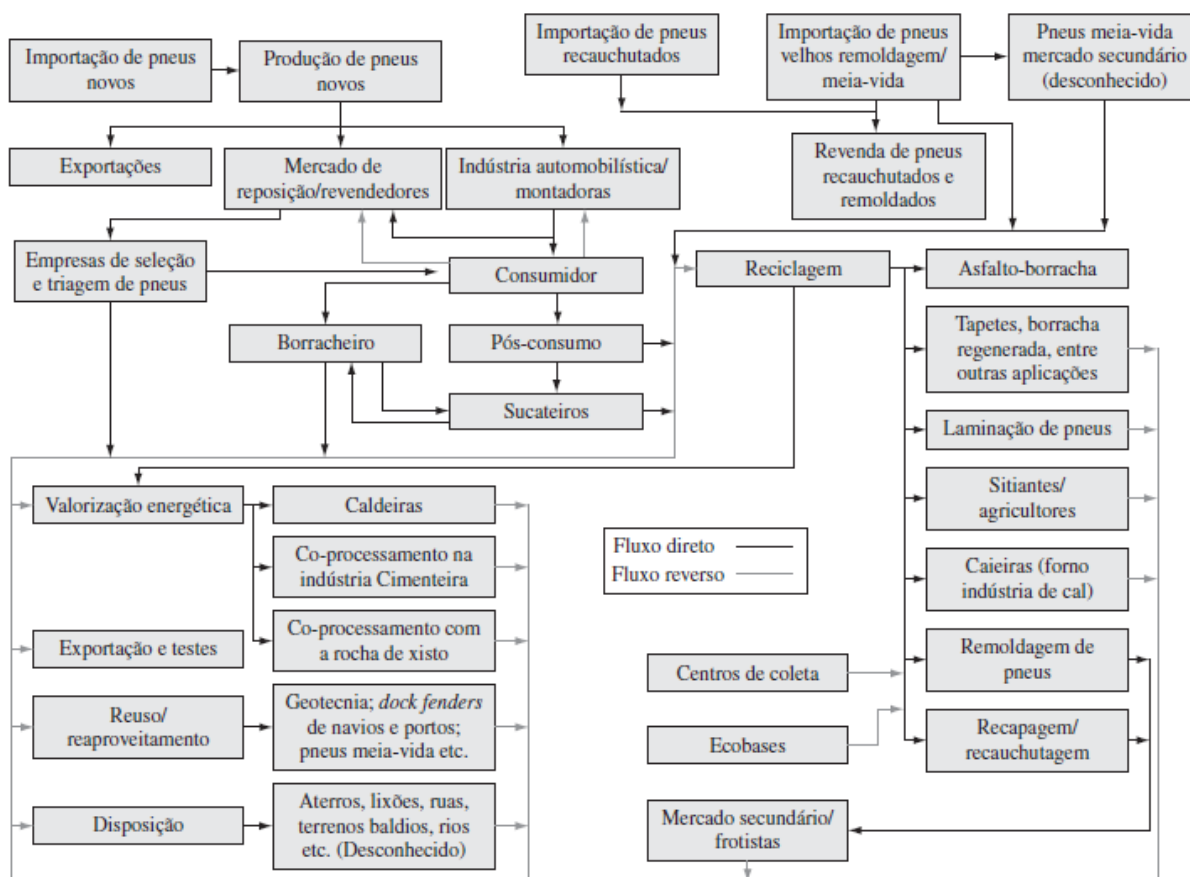 Importação de pneus
novos
Produção de pneus
novos
Importação de pneus
recauchutados
Importação de pneus
velhos remoldagem/
meia-vida
Pneus meia-vida
mercado secundário
(desconhecido)
Exportações
Mercado de
reposição/revendedores
Indústria automobilística/
montadoras
Revenda de pneus
recauchutados e
remoldados
Empresas de seleção
e triagem de pneus
Consumidor
Reciclagem
Asfalto-borracha
Borracheiro
Pós-consumo
Tapetes, borracha
regenerada, entre
outras aplicações
Sucateiros
Laminação de pneus
Valorização energética
Caldeiras
Sitiantes/
agricultores
Co-processamento na
indústria Cimenteira
Fluxo direto
Fluxo reverso
Caieiras (forno
indústria de cal)
Exportação e testes
Co-processamento com
a rocha de xisto
Centros de coleta
Remoldagem de
pneus
Reuso/
reaproveitamento
Geotecnia; dock fenders
de navios e portos;
pneus meia-vida etc.
Ecobases
Recapagem/
recauchutagem
Disposição
Aterros, lixões, ruas,
terrenos baldios, rios
etc. (Desconhecido)
Mercado secundário/
frotistas